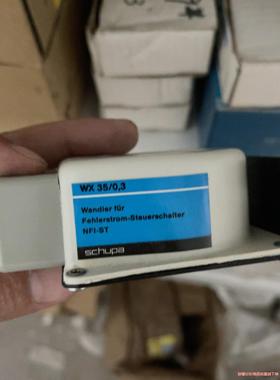 WX 35/0,3
Wandler für
Fehlerstrom-Steuerschalter
NFI-ST
schupa